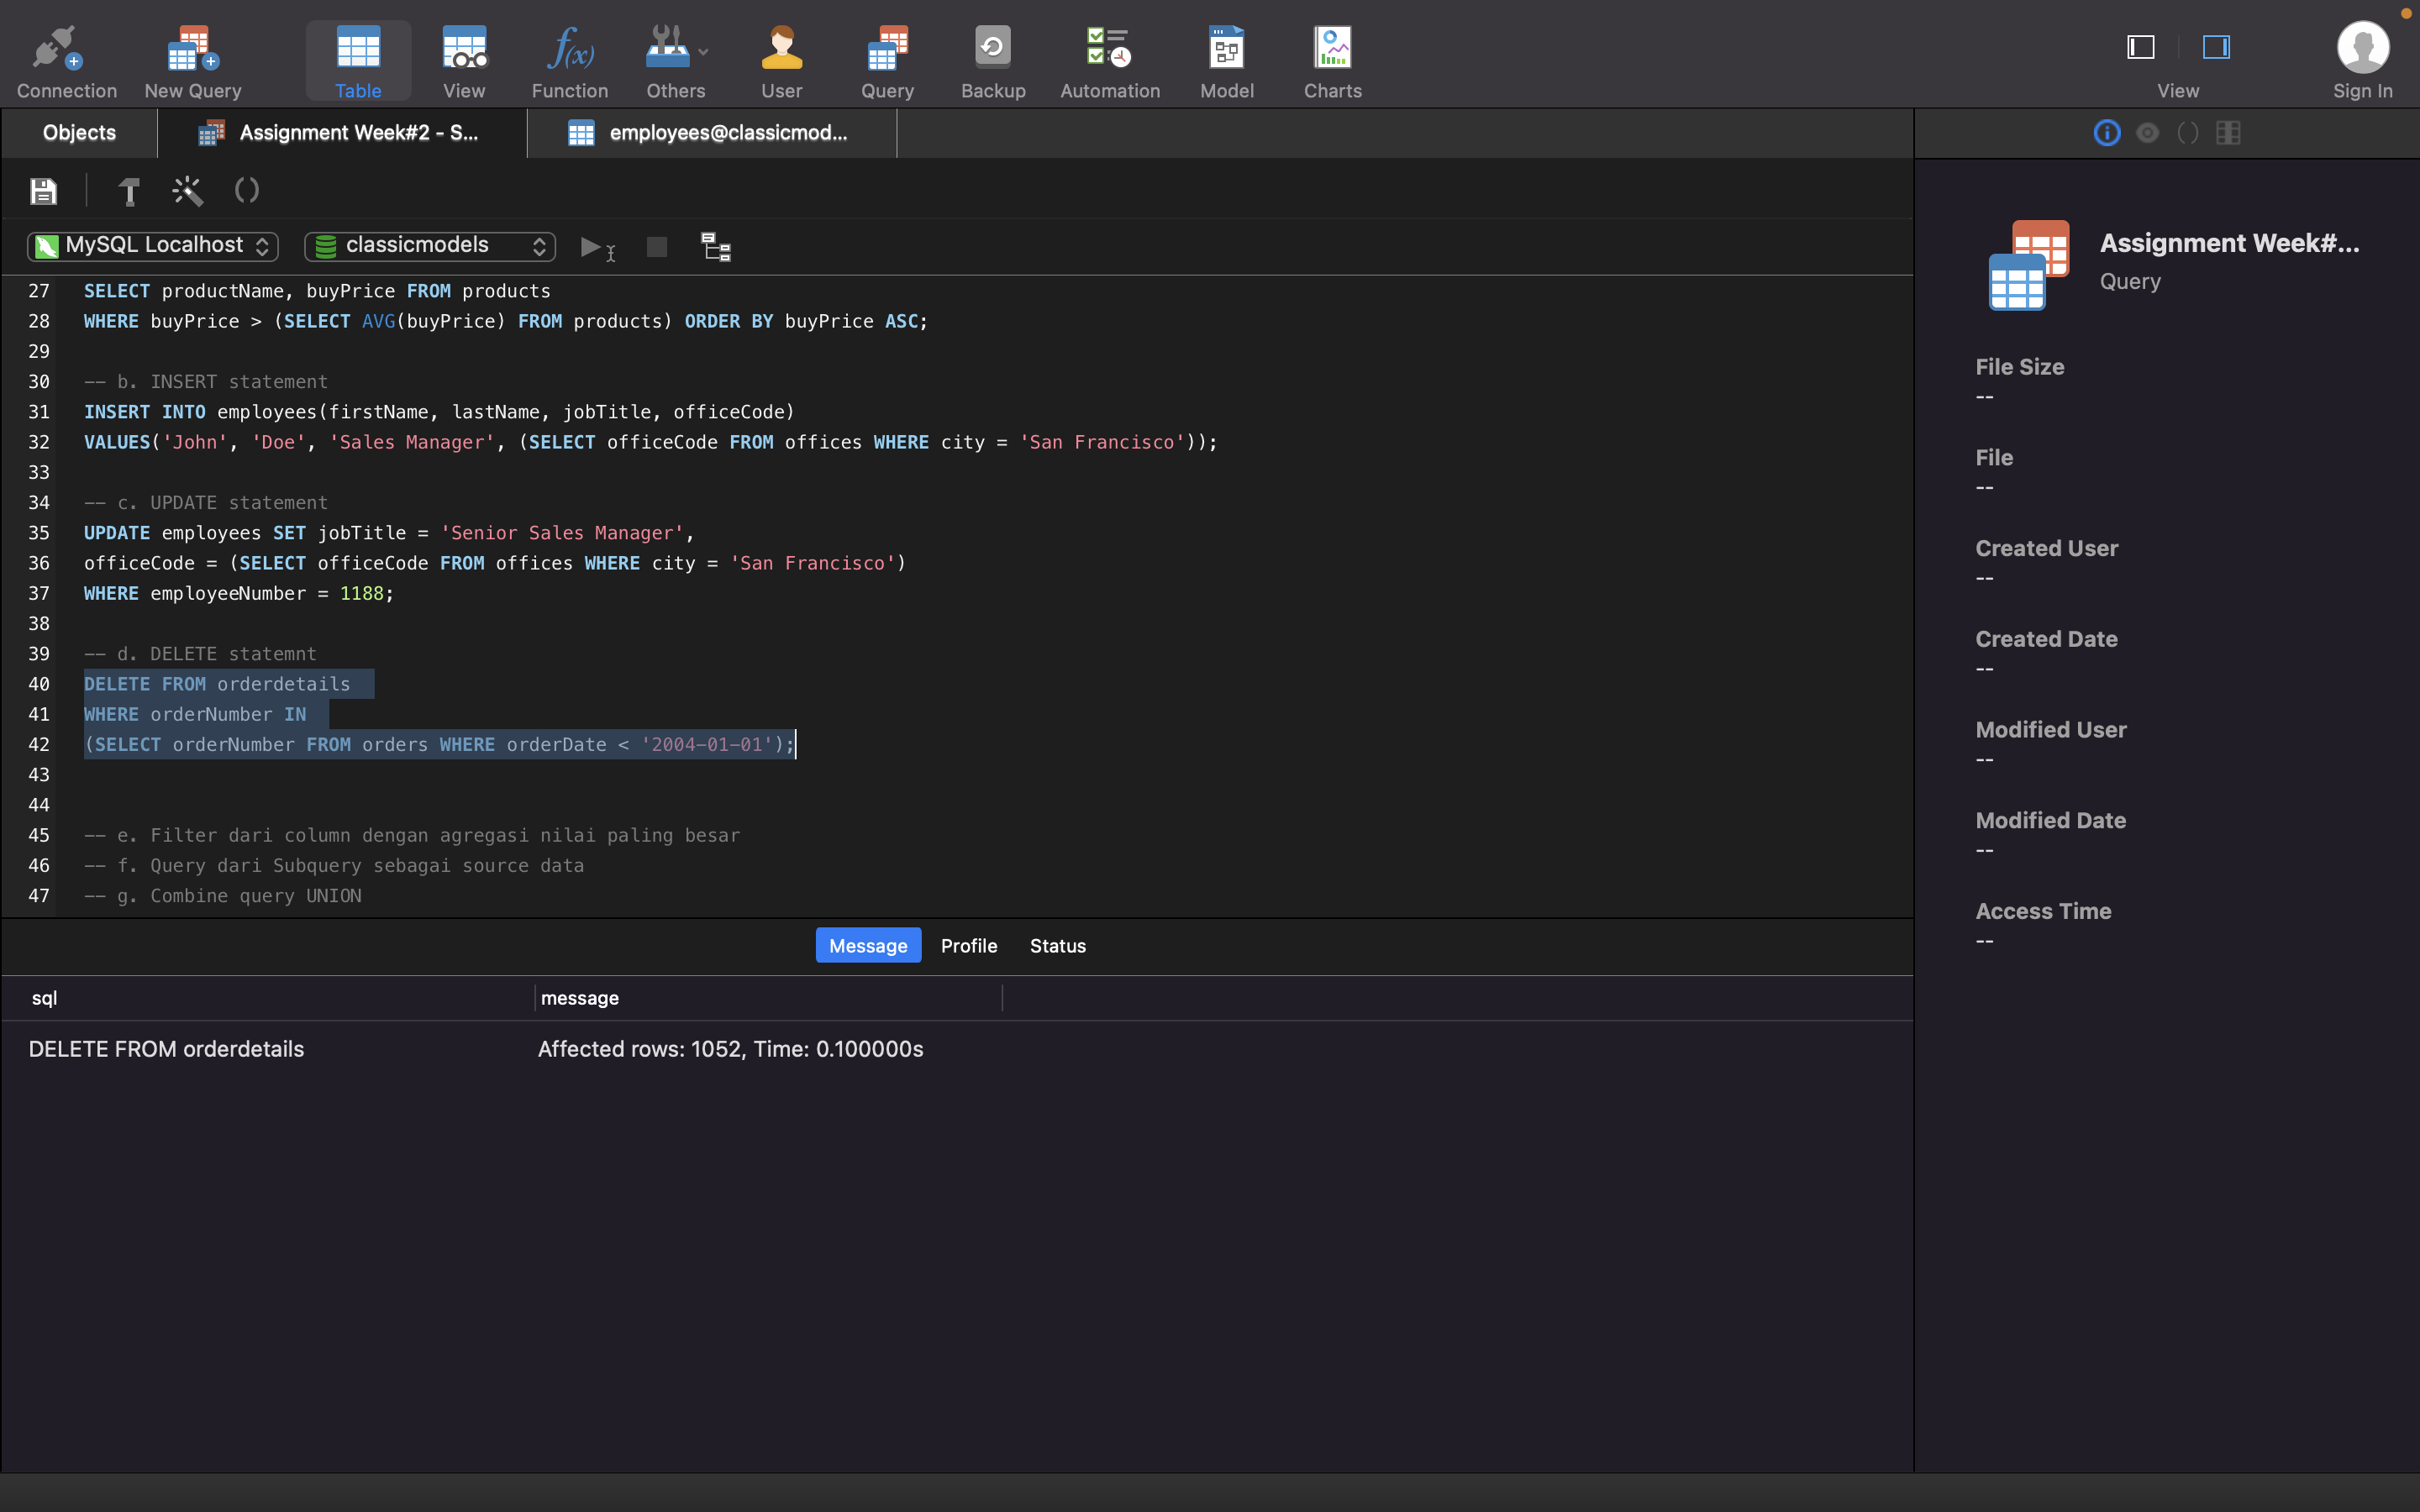 Connection New Query Table View Function Others User Query Backup Automation Model Charts View Sign In
Objects Assignment Week#2 - S... employees@classicmod...
MySQL Localhost classicmodels
27 SELECT productName, buyPrice FROM products
28 WHERE buyPrice > (SELECT AVG(buyPrice) FROM products) ORDER BY buyPrice ASC;
29
30 -- b. INSERT statement
31 INSERT INTO employees(firstName, lastName, jobTitle, officeCode)
32 VALUES('John', 'Doe', 'Sales Manager', (SELECT officeCode FROM offices WHERE city = 'San Francisco'));
33
34 -- c. UPDATE statement
35 UPDATE employees SET jobTitle = 'Senior Sales Manager',
36 officeCode = (SELECT officeCode FROM offices WHERE city = 'San Francisco')
37 WHERE employeeNumber = 1188;
38
39 -- d. DELETE statemnt
40 DELETE FROM orderdetails
41 WHERE orderNumber IN
42 (SELECT orderNumber FROM orders WHERE orderDate < '2004-01-01');
43
44
45 -- e. Filter dari column dengan agregasi nilai paling besar
46 -- f. Query dari Subquery sebagai source data
47 -- g. Combine query UNION
Message Profile Status
sql message
DELETE FROM orderdetails Affected rows: 1052, Time: 0.100000s
Assignment Week#...
Query
File Size
--
File
--
Created User
--
Created Date
--
Modified User
--
Modified Date
--
Access Time
--